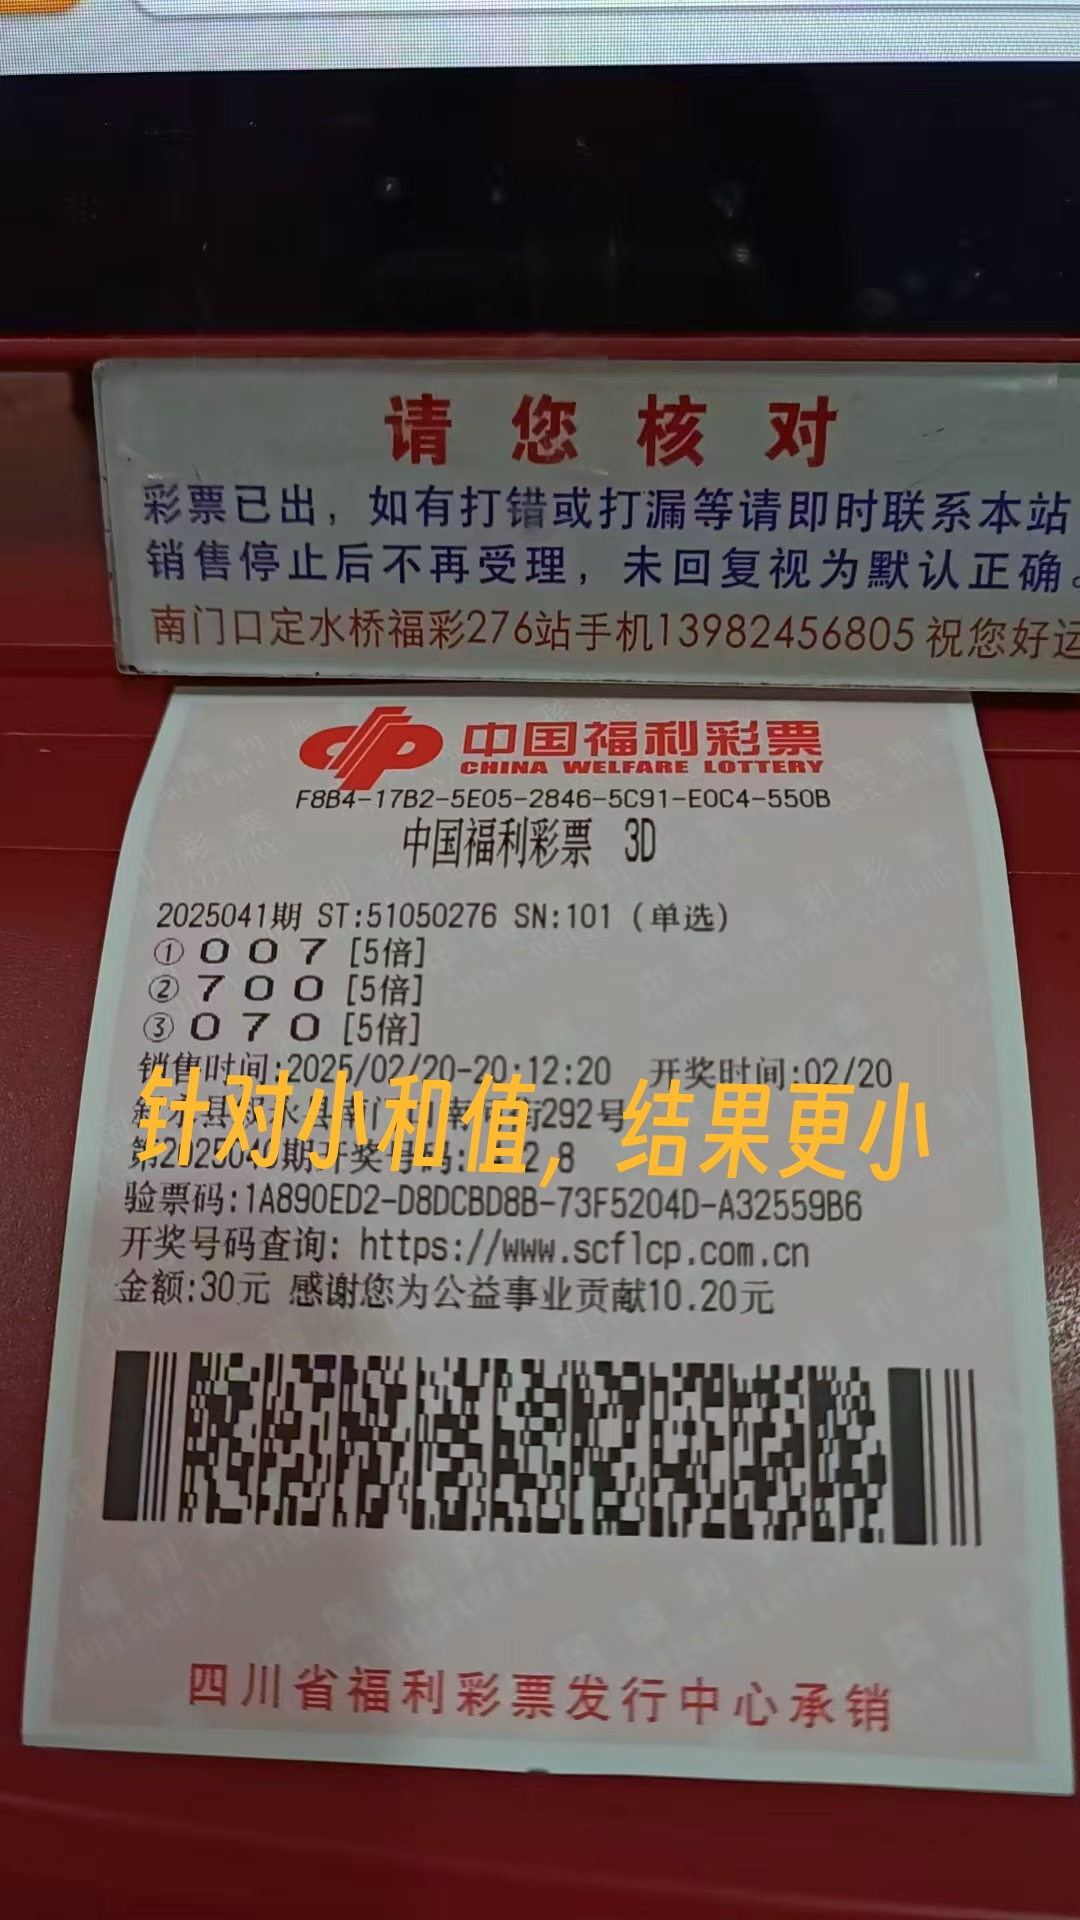 请您核对
彩票已出，如有打错或打漏等请即时联系本站
销售停止后不再受理，未回复视为默认正确。
南门口定水桥福彩276站手机13982456805 祝您好运
中国福利彩票
CHINA WELFARE LOTTERY
F8B4-17B2-5E05-2846-5C91-E0C4-550B
中国福利彩票 3D
2025041期 ST:51050276 SN:101 (单选)
① 0 0 7 [5倍]
② 7 0 0 [5倍]
③ 0 7 0 [5倍]
销售时间:2025/02/20-20:12:20 开奖时间:02/20
针对小和值，结果更小
292号
期开奖号码: 2,8
验票码:1A890ED2-D8DCBD8B-73F5204D-A32559B6
开奖号码查询: https://www.scflcp.com.cn
金额:30元 感谢您为公益事业贡献10.20元
四川省福利彩票发行中心承销